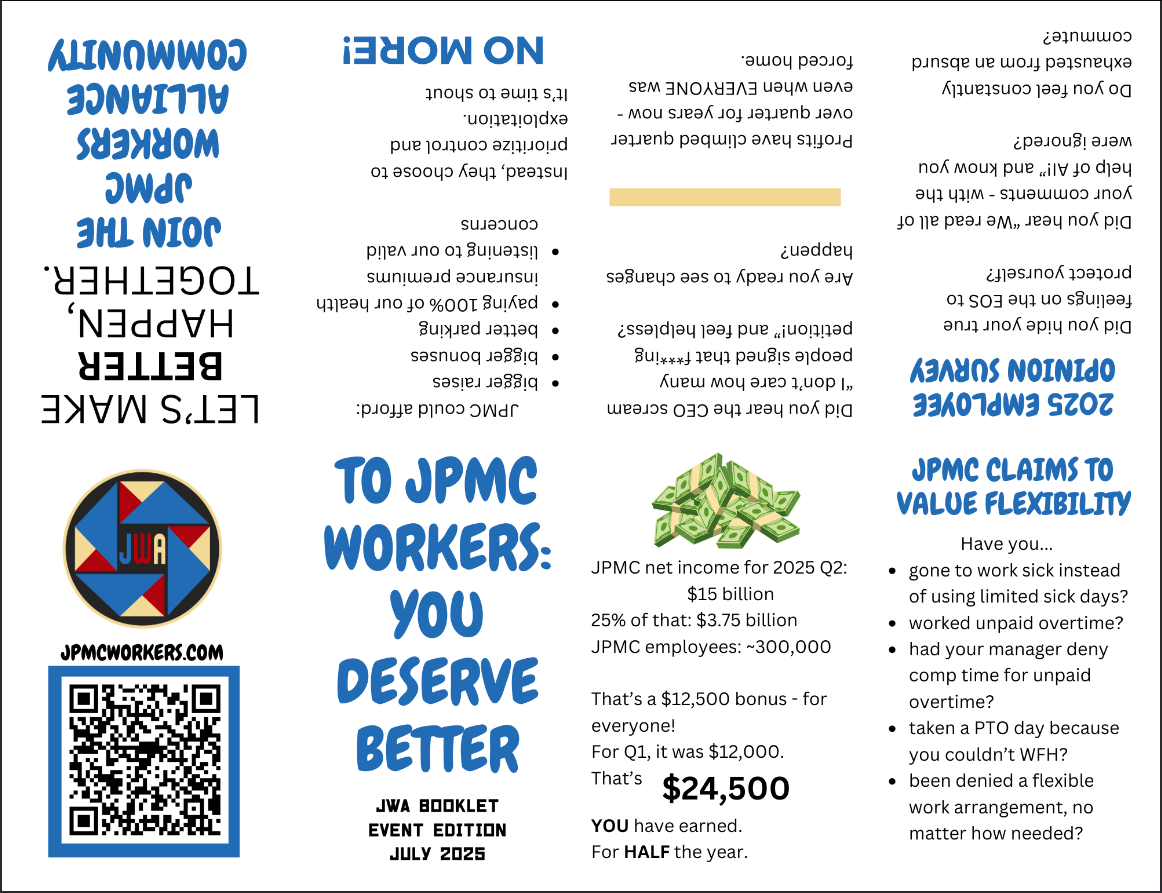 TO JPMC
WORKERS:
YOU
DESERVE
BETTER
JWA BOOKLET
EVENT EDITION
JULY 2025
JPMC net income for 2025 Q2:
$15 billion
25% of that: $3.75 billion
JPMC employees: ~300,000
That's a $12,500 bonus - for
everyone!
For Q1, it was $12,000.
That's $24,500
YOU have earned.
For HALF the year.
JPMC CLAIMS TO
VALUE FLEXIBILITY
Have you...
• gone to work sick instead
of using limited sick days?
• worked unpaid overtime?
• had your manager deny
comp time for unpaid
overtime?
• taken a PTO day because
you couldn't WFH?
• been denied a flexible
work arrangement, no
matter how needed?
2025 EMPLOYEE
OPINION SURVEY
Did you hide your true
feelings on the EOS to
protect yourself?
Did you hear "We read all of
your comments - with the
help of AI!" and know you
were ignored?
Do you feel constantly
exhausted from an absurd
commute?
Did you hear the CEO scream
"I don't care how many
people signed that f***ing
petition!" and feel helpless?
Are you ready to see changes
happen?
Profits have climbed quarter
over quarter for years now -
even when EVERYONE was
forced home.
JPMC could afford:
• bigger raises
• bigger bonuses
• better parking
• paying 100% of our health
insurance premiums
• listening to our valid
concerns
Instead, they choose to
prioritize control and
exploitation.
It's time to shout
NO MORE!
LET'S MAKE
BETTER
HAPPEN,
TOGETHER.
JOIN THE
JPMC
WORKERS
ALLIANCE
COMMUNITY
JWA
JPMCWORKERS.COM